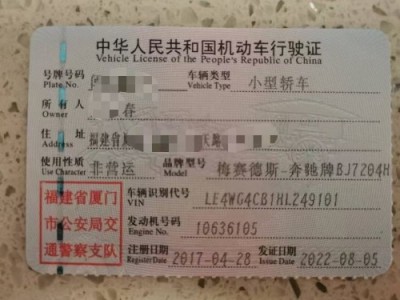 中华人民共和国机动车行驶证
Vehicle License of the People's Republic of China
号牌号码 车辆类型 小型轿车
Plate No. Vehicle Type
所有人 春
Owner
住址 福建省
Address
使用性质 非营运 品牌型号 梅赛德斯-奔驰牌BJ7204H
Use Character Model
福建省厦门
市公安局交
通警察支队
车辆识别代号 LE4WG4CB1HL249101
VIN
发动机号码 10636105
Engine No.
注册日期 2017-04-28 发证日期 2022-08-05
Register Date Issue Date